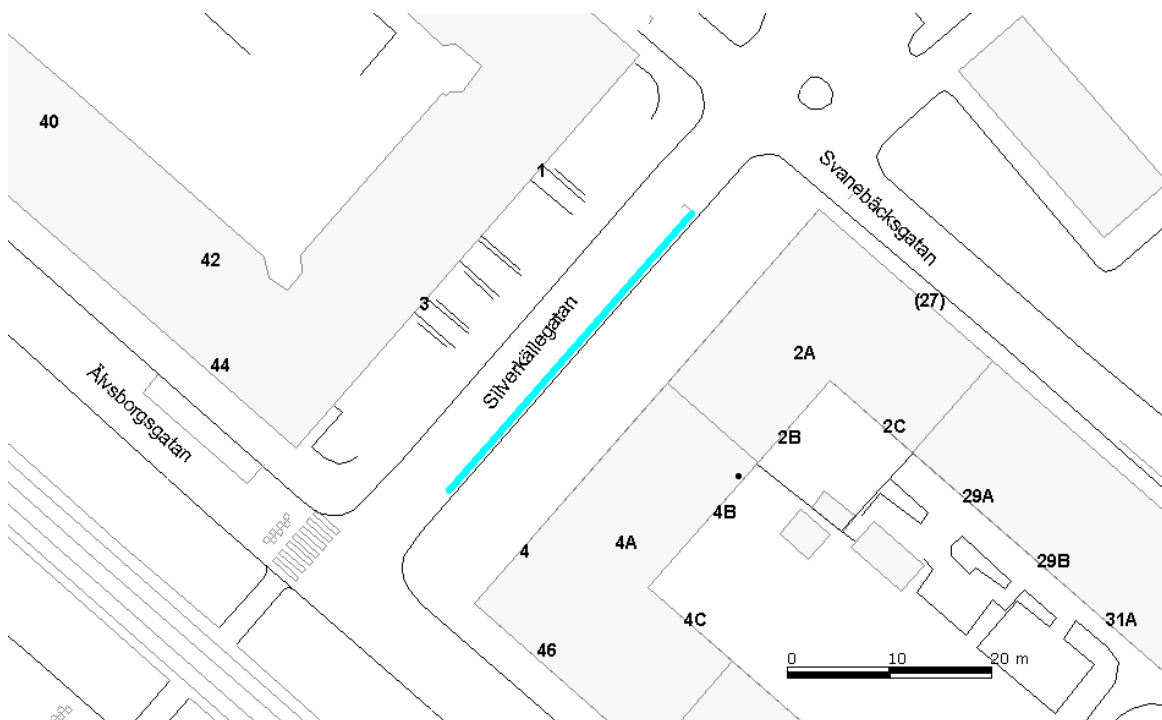 40
1
Svanebäcksgatan
42
(27)
3
Silverkällegatan
2A
44
Älvsborgsgatan
2C
2B
29A
4B
4A
4
29B
4C
31A
46
0 10 20 m